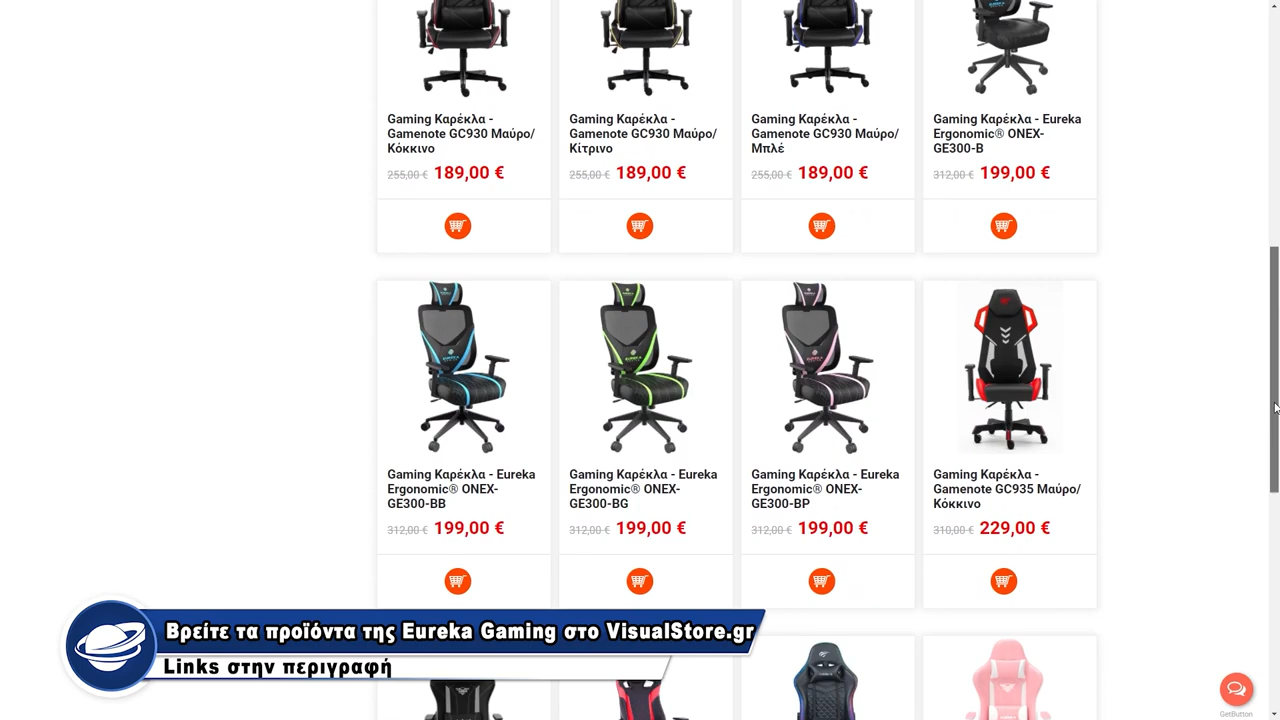 Gaming Καρέκλα -
Gamenote GC930 Μαύρο/
Κόκκινο
255,00 € 189,00 €
Gaming Καρέκλα -
Gamenote GC930 Μαύρο/
Κίτρινο
255,00 € 189,00 €
Gaming Καρέκλα -
Gamenote GC930 Μαύρο/
Μπλέ
255,00 € 189,00 €
Gaming Καρέκλα - Eureka
Ergonomic® ONEX-
GE300-B
312,00 € 199,00 €
Gaming Καρέκλα - Eureka
Ergonomic® ONEX-
GE300-BB
312,00 € 199,00 €
Gaming Καρέκλα - Eureka
Ergonomic® ONEX-
GE300-BG
312,00 € 199,00 €
Gaming Καρέκλα - Eureka
Ergonomic® ONEX-
GE300-BP
312,00 € 199,00 €
Gaming Καρέκλα -
Gamenote GC935 Μαύρο/
Κόκκινο
310,00 € 229,00 €
Βρείτε τα προϊόντα της Eureka Gaming στο VisualStore.gr
Links στην περιγραφή
GetButton